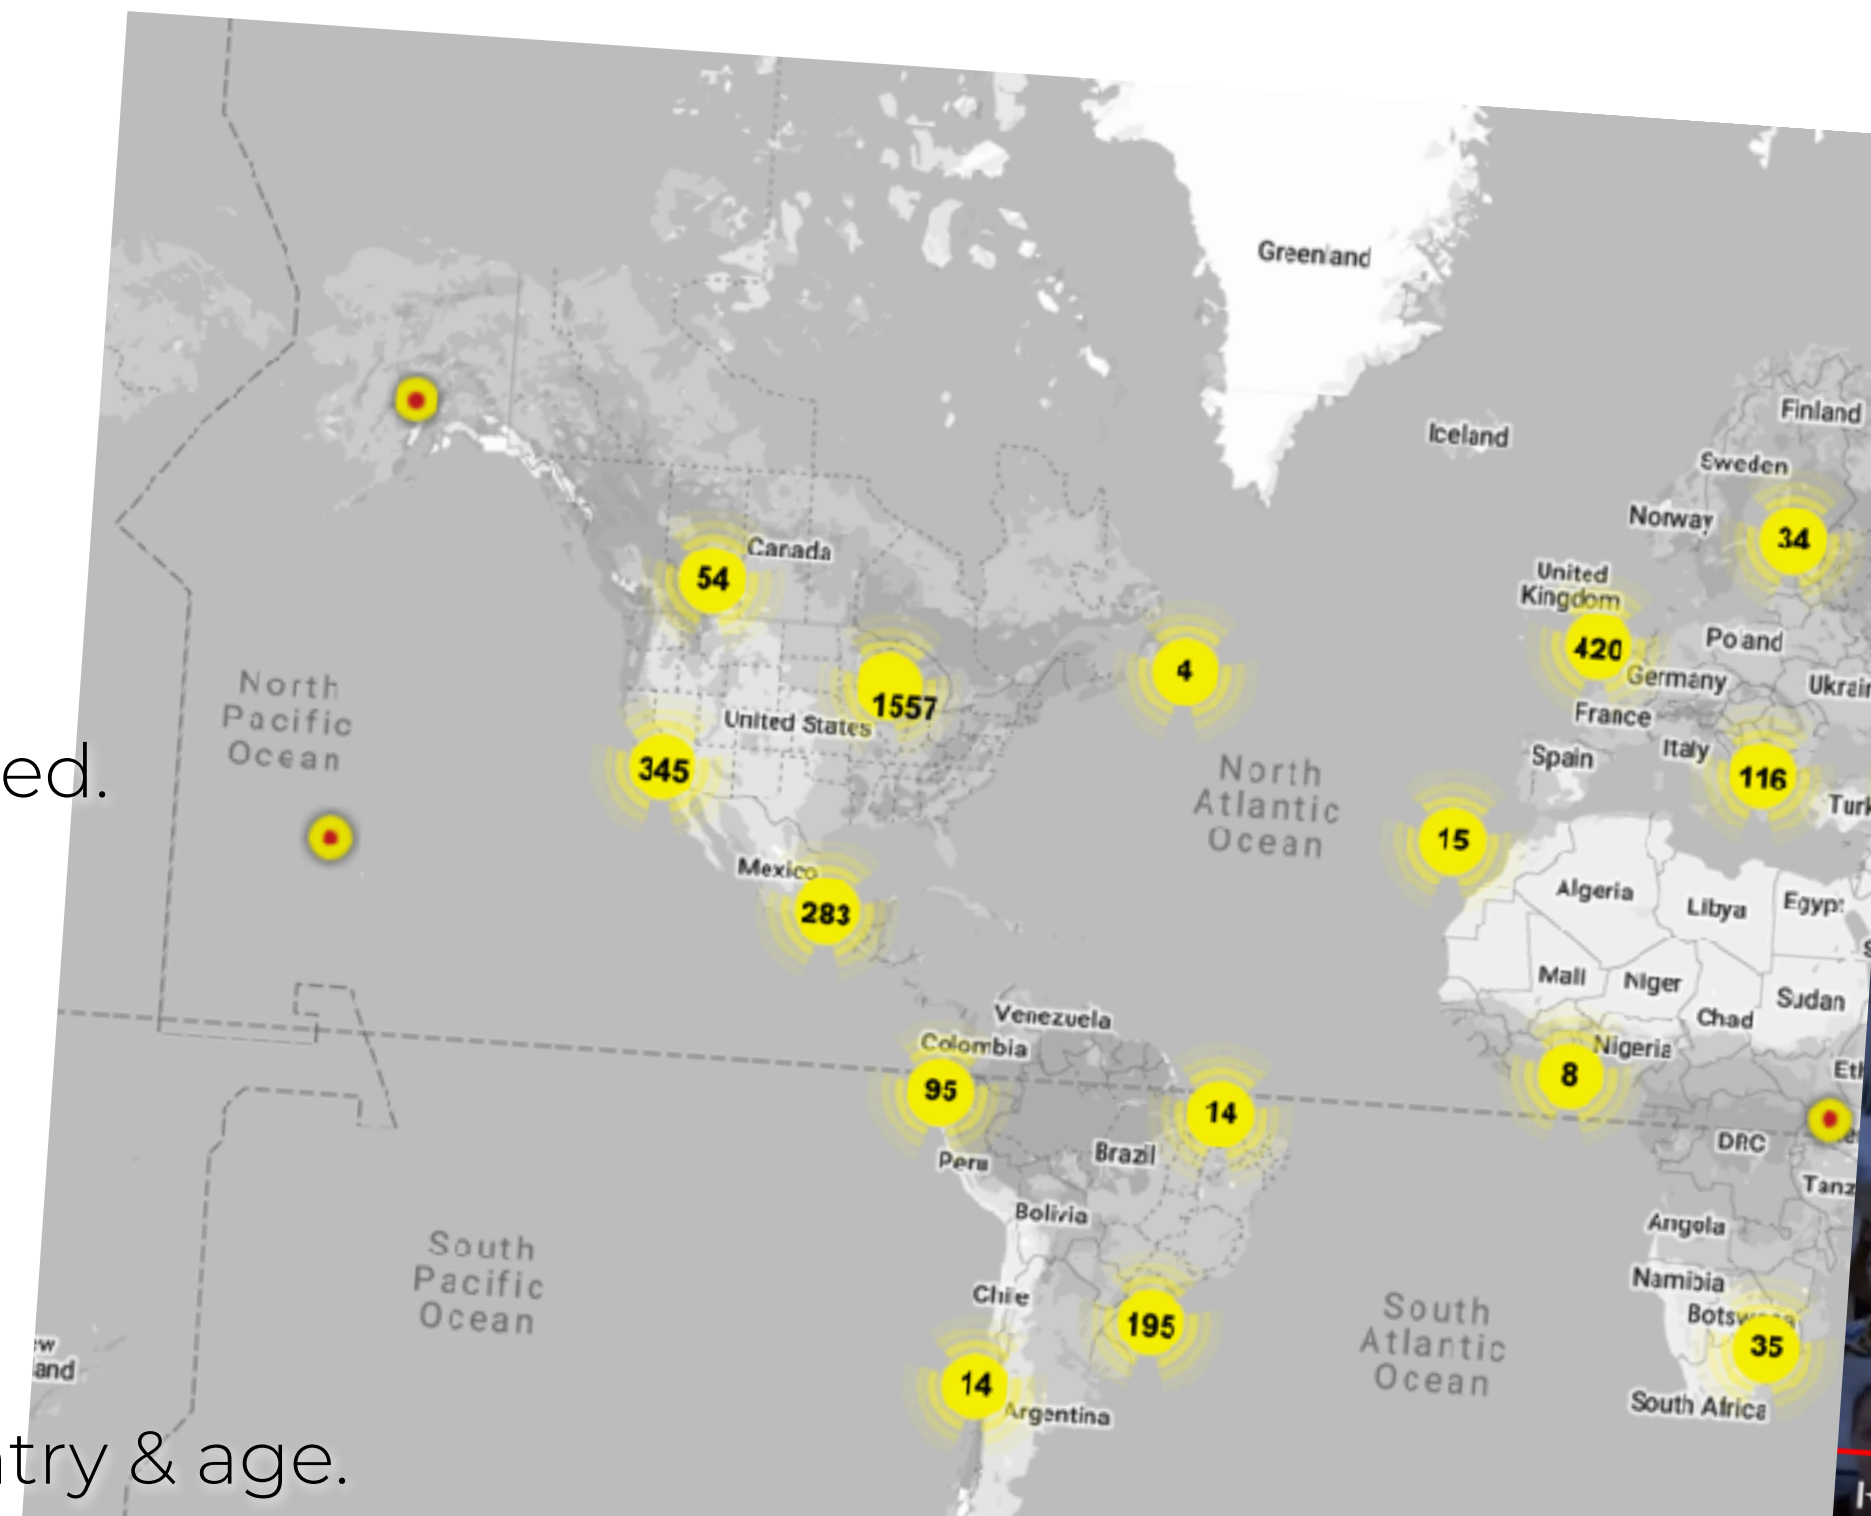 Greenland
Iceland
Finland
Sweden
Norway
34
Canada
54
United
Kingdom
420
Poland
Germany
4
1557
United States
France
Italy
Spain
116
345
North
Pacific
Ocean
ed.
North
Atlantic
Ocean
15
Mexico
283
Algeria
Libya
Egypt
Mali
Niger
Chad
Sudan
Venezuela
Colombia
95
14
Nigeria
8
DRC
Peru
Brazil
Bolivia
Angola
Namibia
Botswana
35
South Africa
South
Pacific
Ocean
Chile
195
14
Argentina
South
Atlantic
Ocean
and
try & age.